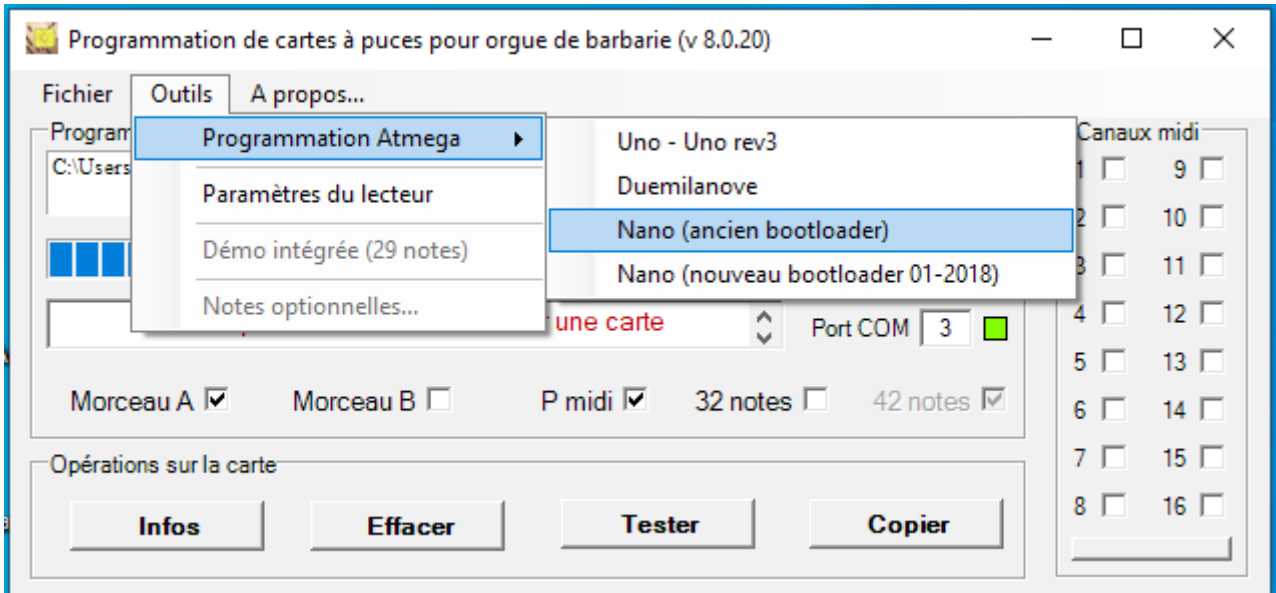 Programmation de cartes à puces pour orgue de barbarie (v 8.0.20)
Fichier Outils A propos...
Program
C:\Users
Programmation Atmega
Paramètres du lecteur
Démo intégrée (29 notes)
Notes optionnelles...
Uno - Uno rev3
Duemilanove
Nano (ancien bootloader)
Nano (nouveau bootloader 01-2018)
une carte
Port COM 3
Morceau A Morceau B P midi 32 notes 42 notes
Opérations sur la carte
Infos Effacer Tester Copier
Canaux midi
1 9
2 10
3 11
4 12
5 13
6 14
7 15
8 16